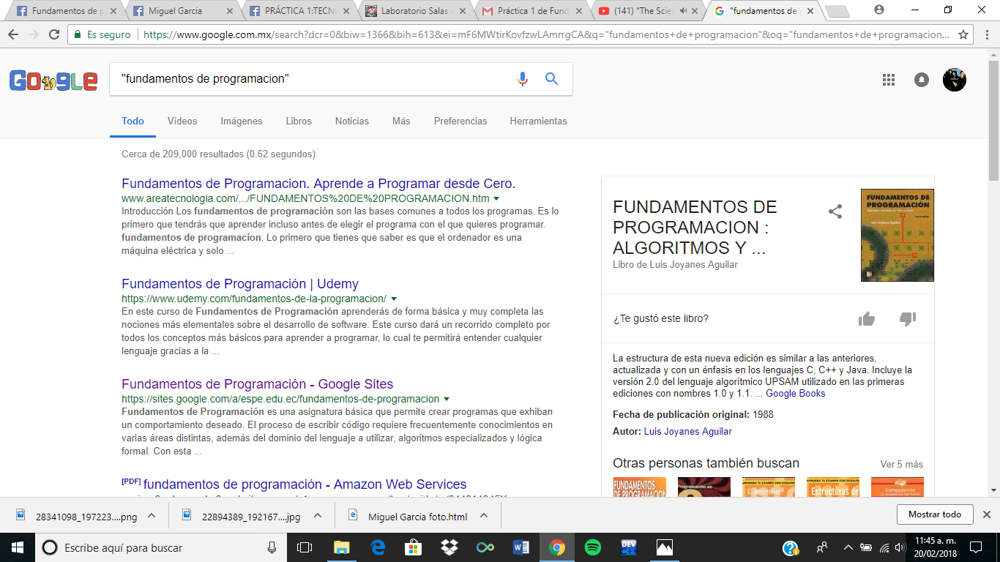 Fundamentos de p
Miguel Garcia
PRÁCTICA 1:TECN
Laboratorio Salas A
Práctica 1 de Fund
(141) "The Scie
"fundamentos de p
Es seguro
https://www.google.com.mx/search?dcr=0&biw=1366&bih=613&ei=mF6MWtirKovfzwLAmrrgCA&q="fundamentos+de+programacion"&oq="fundamentos+de+programacion...
Google
"fundamentos de programacion"
Todo Vídeos Imágenes Libros Noticias Más Preferencias Herramientas
Cerca de 209,000 resultados (0.62 segundos)
Fundamentos de Programacion. Aprende a Programar desde Cero.
www.areatecnologia.com/.../FUNDAMENTOS%20DE%20PROGRAMACION.htm
Introducción Los fundamentos de programación son las bases comunes a todos los programas. Es lo
primero que tendrás que aprender incluso antes de elegir el programa con el que quieres programar.
fundamentos de programacion. Lo primero que tienes que saber es que el ordenador es una
máquina eléctrica y solo ...
Fundamentos de Programación | Udemy
https://www.udemy.com/fundamentos-de-la-programacion/
En este curso de Fundamentos de Programación aprenderás de forma básica y muy completa las
nociones más elementales sobre el desarrollo de software. Este curso dará un recorrido completo por
todos los conceptos más básicos para aprender a programar, lo cual te permitirá entender cualquier
lenguaje gracias a la ...
Fundamentos de Programación - Google Sites
https://sites.google.com/a/espe.edu.ec/fundamentos-de-programacion
Fundamentos de Programación es una asignatura básica que permite crear programas que exhiban
un comportamiento deseado. El proceso de escribir código requiere frecuentemente conocimientos en
varias áreas distintas, además del dominio del lenguaje a utilizar, algoritmos especializados y lógica
formal. Con esta ...
[PDF] fundamentos de programación - Amazon Web Services
FUNDAMENTOS DE
PROGRAMACION :
ALGORITMOS Y ...
Libro de Luis Joyanes Aguilar
FUNDAMENTOS DE
PROGRAMACIÓN
¿Te gustó este libro?
La estructura de esta nueva edición es similar a las anteriores,
actualizada y con un énfasis en los lenguajes C, C++ y Java. Incluye la
versión 2.0 del lenguaje algorítmico UPSAM utilizado en las primeras
ediciones con nombres 1.0 y 1.1. ... Google Books
Fecha de publicación original: 1988
Autor: Luis Joyanes Aguilar
Otras personas también buscan
Ver 5 más
FUNDAMENTOS
DE PROGRAMACIÓN
Programación en
Estructuras de
Computación
28341098_197223....png
22894389_192167....jpg
Miguel Garcia foto.html
Mostrar todo
Escribe aquí para buscar
DEV
11:45 a. m.
20/02/2018